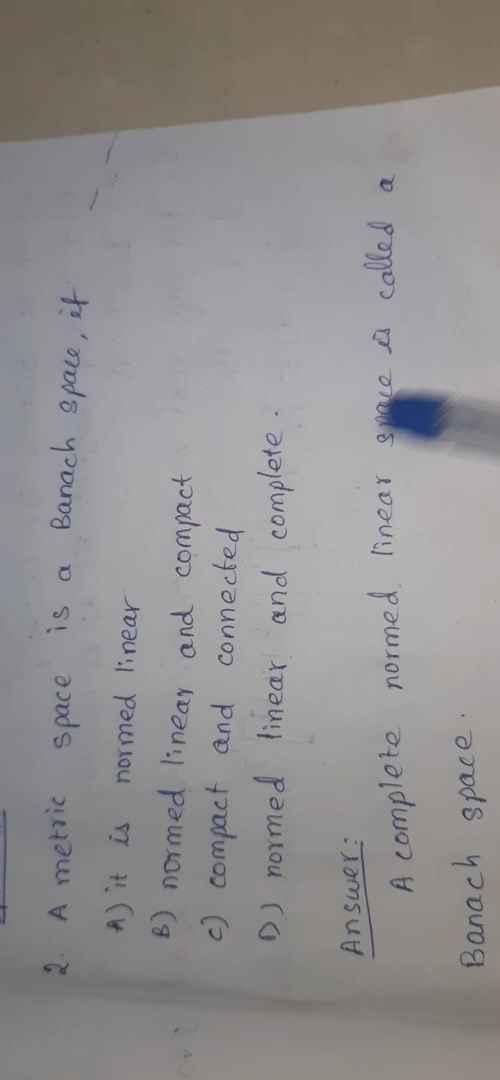 2. A metric space is a Banach space, if
A) it is normed linear
B) normed linear and compact
C) compact and connected
D) normed linear and complete.
Answer:
A complete normed linear space is called a
Banach space.